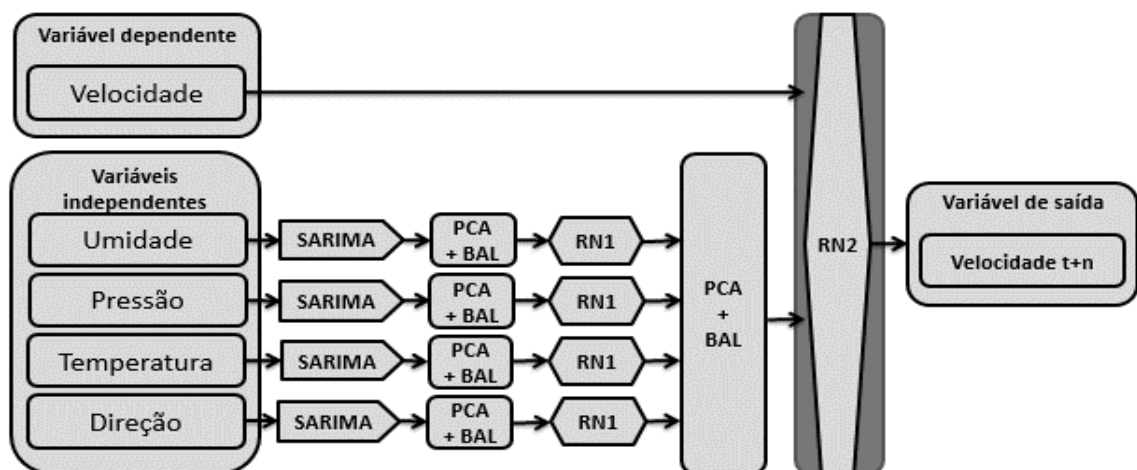 Variável dependente
Velocidade
Variáveis
independentes
Umidade
SARIMA
PCA
+ BAL
RN1
Pressão
SARIMA
PCA
+ BAL
RN1
Temperatura
SARIMA
PCA
+ BAL
RN1
Direção
SARIMA
PCA
+ BAL
RN1
PCA
+
BAL
RN2
Variável de saída
Velocidade t+n